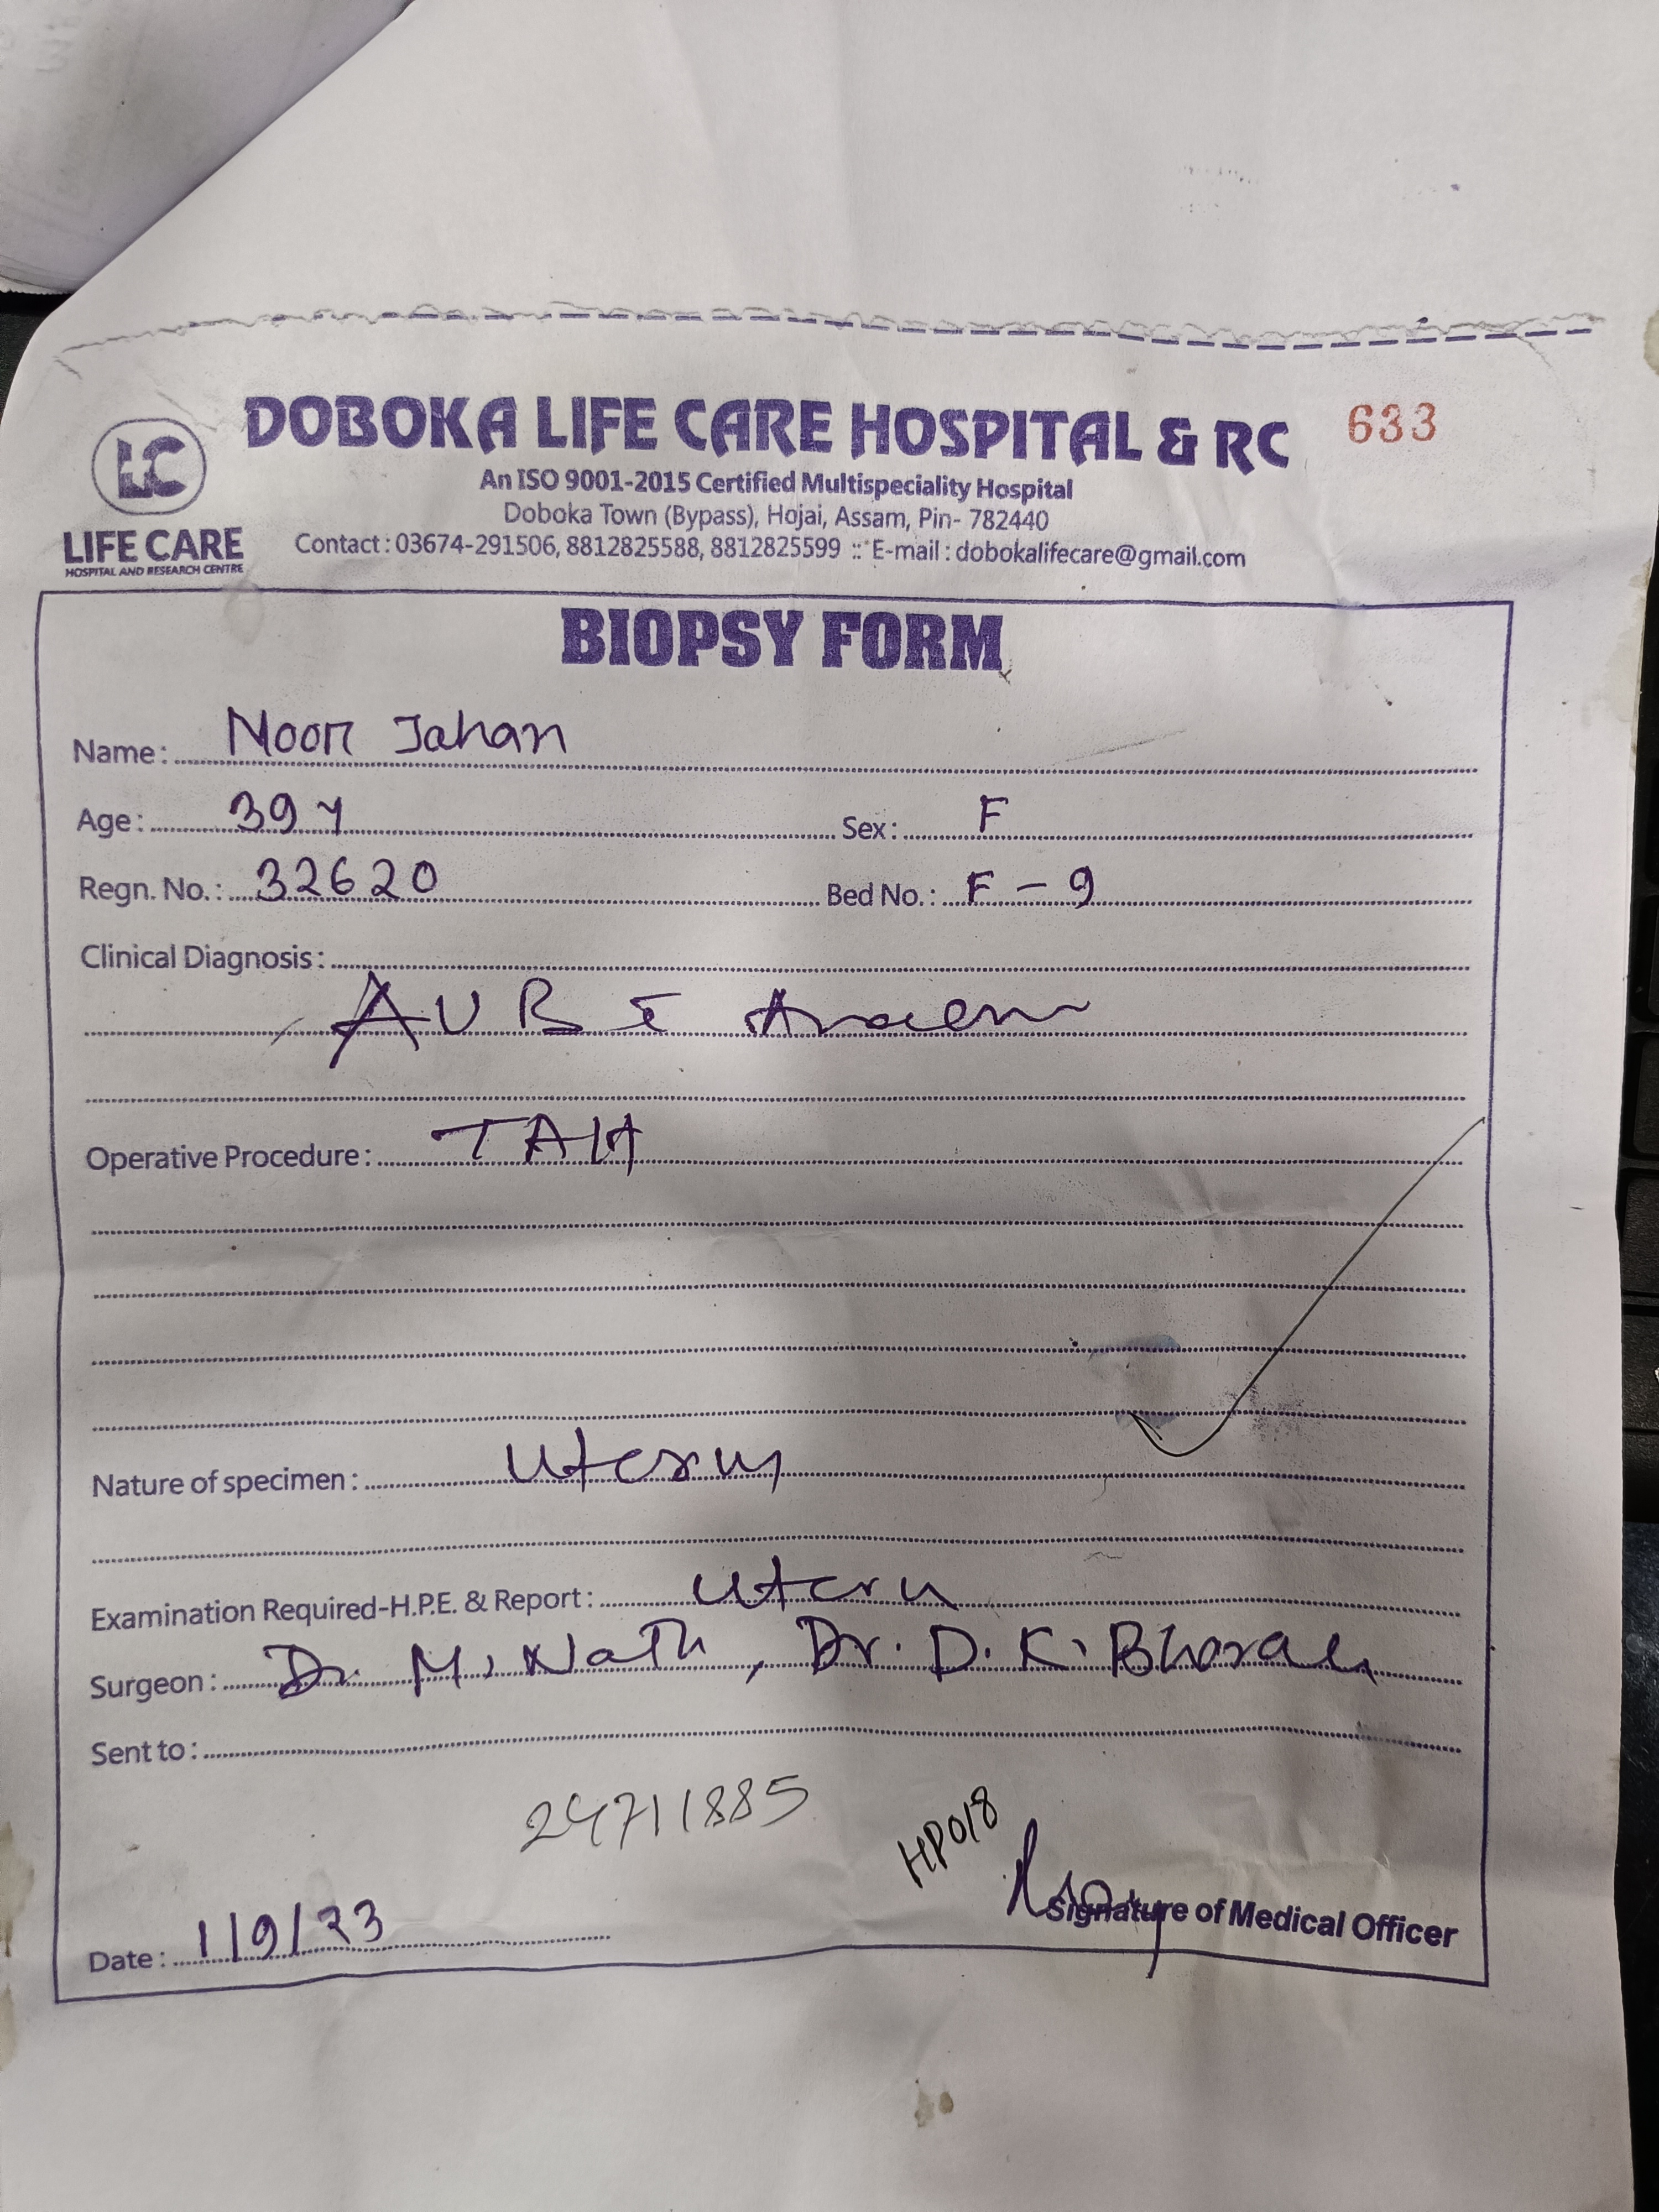 DOBOKA LIFE CARE HOSPITAL & RC 633
An ISO 9001-2015 Certified Multispeciality Hospital
Doboka Town (Bypass), Hojai, Assam, Pin- 782440
Contact : 03674-291506, 8812825588, 8812825599 :: E-mail : dobokalifecare@gmail.com
LC
LIFE CARE
HOSPITAL AND RESEARCH CENTRE
BIOPSY FORM
Name : Noor Jahan
Age : 39 y Sex : F
Regn. No. : 32620 Bed No. : F - 9
Clinical Diagnosis :
AUB c̄ Anaem
Operative Procedure : TAH
Nature of specimen : Uterus
Examination Required-H.P.E. & Report : Uteru
Surgeon : Dr. M. Nath, Dr. D. K. Bhorali
Sent to :
24711885
HP018
Signature of Medical Officer
Date : 1/9/23